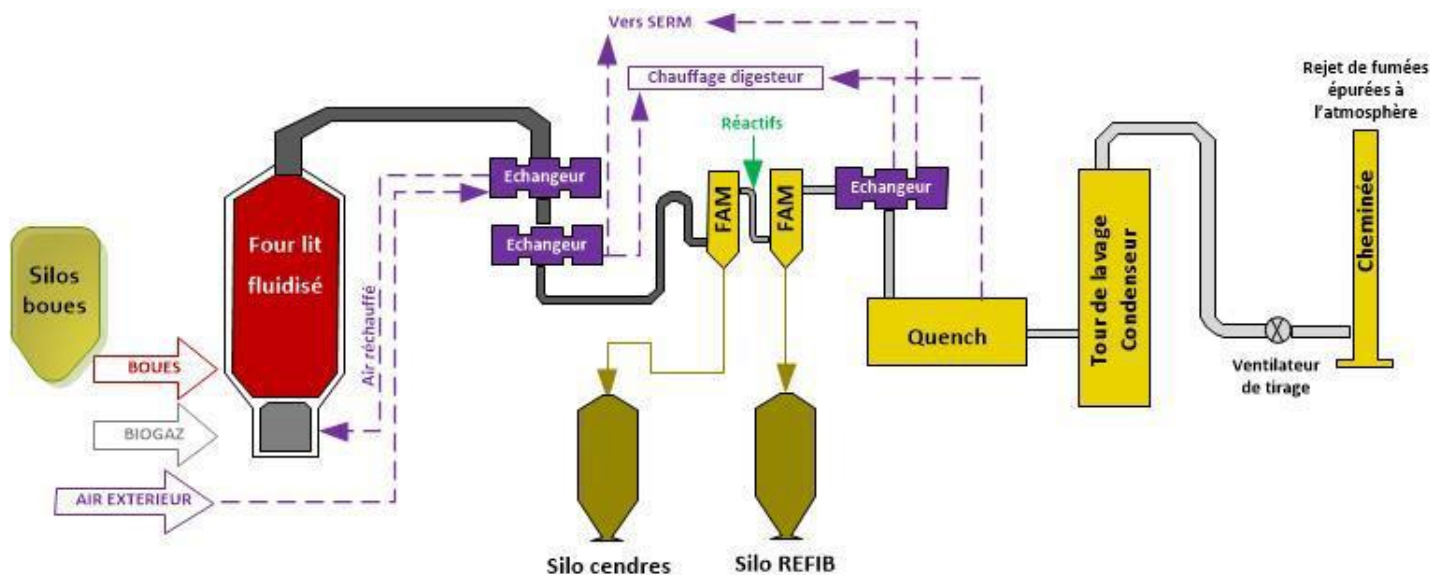 Vers SERM
Chauffage digesteur
Réactifs
Rejet de fumées
épurées à
l'atmosphère
Echangeur
Echangeur
FAM
FAM
Echangeur
Four lit
fluidisé
Silos
boues
Air réchauffé
BOUES
BIOGAZ
AIR EXTERIEUR
Quench
Tour de lavage
Condenseur
Cheminée
Ventilateur
de tirage
Silo cendres
Silo REFIB